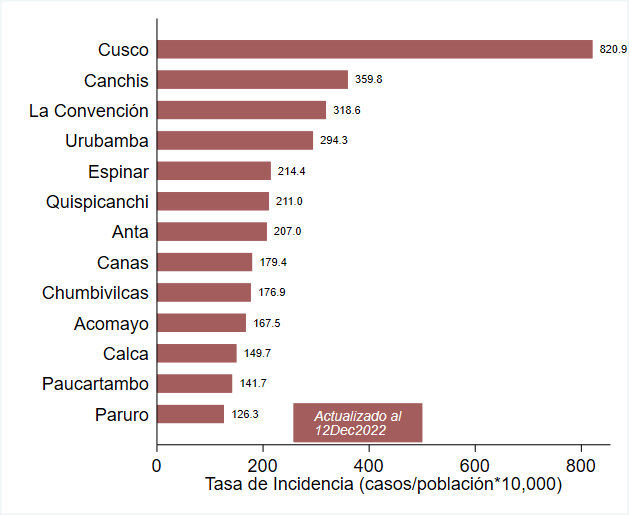 Cusco 820.9
Canchis 359.8
La Convención 318.6
Urubamba 294.3
Espinar 214.4
Quispicanchi 211.0
Anta 207.0
Canas 179.4
Chumbivilcas 176.9
Acomayo 167.5
Calca 149.7
Paucartambo 141.7
Paruro 126.3
Actualizado al
12Dec2022
0 200 400 600 800
Tasa de Incidencia (casos/población*10,000)